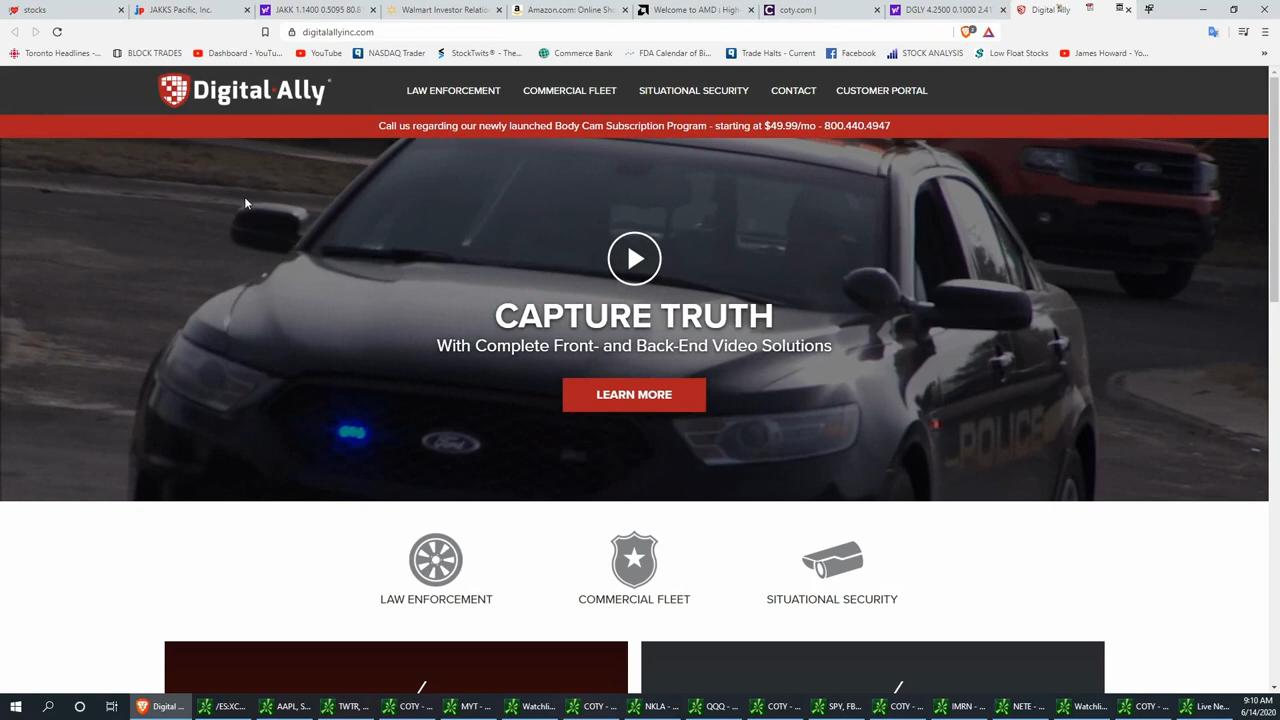 stocks
JAKKS Pacific, Inc.
JAKK 1.1400 0.5095 80.8
Walmart Investor Relatio
Amazon.com: Online Sho
Welcome to AMD | High-
coty.com |
DGLY 4.2500 0.1000 2.41
Digital Ally
digitalallyinc.com
Toronto Headlines -...
BLOCK TRADES
Dashboard - YouTu...
YouTube
NASDAQ Trader
StockTwits® - The...
Commerce Bank
FDA Calendar of Bi...
Trade Halts - Current
Facebook
STOCK ANALYSIS
Low Float Stocks
James Howard - Yo...
Digital Ally
LAW ENFORCEMENT
COMMERCIAL FLEET
SITUATIONAL SECURITY
CONTACT
CUSTOMER PORTAL
Call us regarding our newly launched Body Cam Subscription Program - starting at $49.99/mo - 800.440.4947
CAPTURE TRUTH
With Complete Front- and Back-End Video Solutions
LEARN MORE
POLICE
LAW ENFORCEMENT
COMMERCIAL FLEET
SITUATIONAL SECURITY
Digital ...
/ES:XC...
AAPL, S...
TWTR, ...
COTY - ...
MYT - ...
Watchli...
COTY - ...
NKLA - ...
QQQ - ...
COTY - ...
SPY, FB...
COTY - ...
IMRN - ...
NETE - ...
Watchli...
COTY - ...
Live Ne...
9:10 AM
6/14/2020